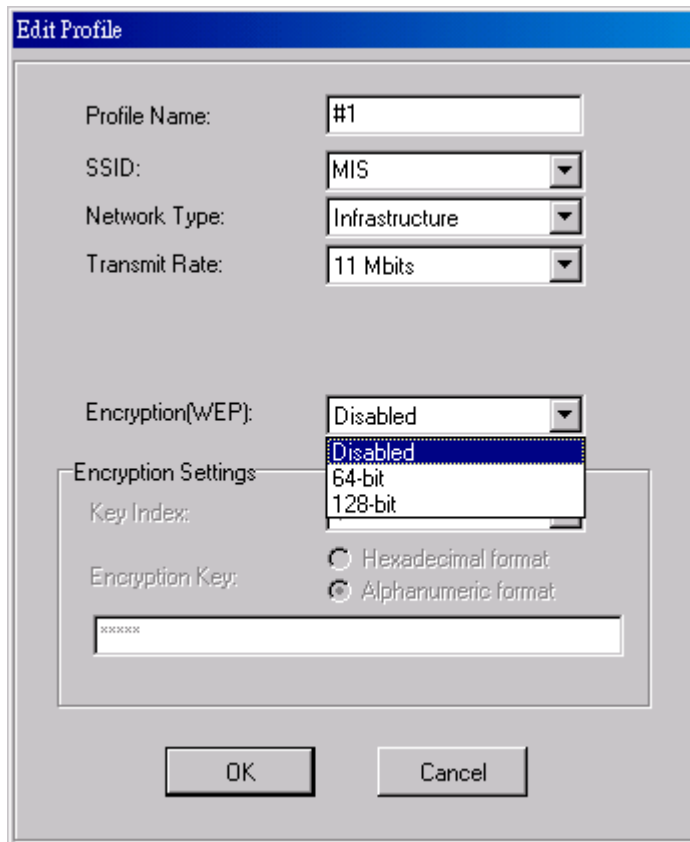 Edit Profile
Profile Name: #1
SSID: MIS
Network Type: Infrastructure
Transmit Rate: 11 Mbits
Encryption(WEP): Disabled
Disabled
64-bit
128-bit
Encryption Settings
Key Index:
Encryption Key:
Hexadecimal format
Alphanumeric format
*****
OK Cancel